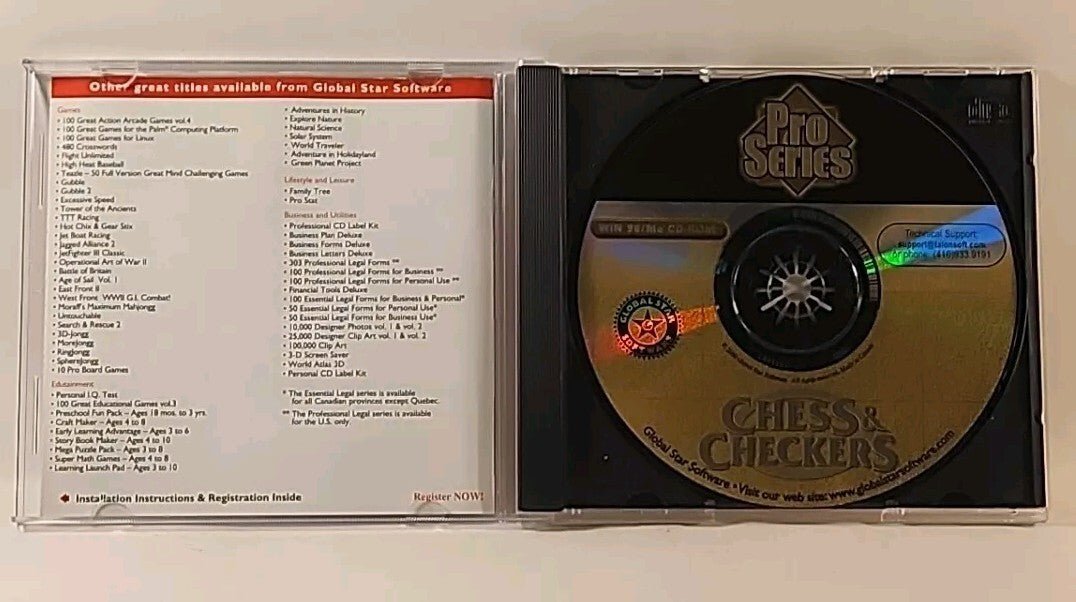 Other great titles available from Global Star Software
Games
• 100 Great Action Arcade Games vol.4
• 100 Great Games for the Palm® Computing Platform
• 100 Great Games for Linux
• 480 Crosswords
• Flight Unlimited
• High Heat Baseball
• Teazle – 50 Full Version Great Mind Challenging Games
• Gubble
• Gubble 2
• Excessive Speed
• Tower of the Ancients
• TTT Racing
• Hot Chix & Gear Stix
• Jet Boat Racing
• Jagged Alliance 2
• JetFighter III Classic
• Operational Art of War II
• Battle of Britain
• Age of Sail Vol. 1
• East Front II
• West Front WWII G.I. Combat!
• Moraff's Maximum Mahjongg
• Untouchable
• Search & Rescue 2
• 3D-Jongg
• MoreJongg
• RingJongg
• SphereJongg
• 10 Pro Board Games
Edutainment
• Personal I.Q. Test
• 100 Great Educational Games vol.3
• Preschool Fun Pack – Ages 18 mos. to 3 yrs.
• Craft Maker – Ages 4 to 8
• Early Learning Advantage – Ages 3 to 6
• Story Book Maker – Ages 4 to 10
• Mega Puzzle Pack – Ages 3 to 8
• Super Math Games – Ages 4 to 8
• Learning Launch Pad – Ages 3 to 10
• Adventures in History
• Explore Nature
• Natural Science
• Solar System
• World Traveler
• Adventure in Holidayland
• Green Planet Project
Lifestyle and Leisure
• Family Tree
• Pro Stat
Business and Utilities
• Professional CD Label Kit
• Business Plan Deluxe
• Business Forms Deluxe
• Business Letters Deluxe
• 303 Professional Legal Forms **
• 100 Professional Legal Forms for Business **
• 100 Professional Legal Forms for Personal Use **
• Financial Tools Deluxe
• 100 Essential Legal Forms for Business & Personal*
• 50 Essential Legal Forms for Personal Use*
• 50 Essential Legal Forms for Business Use*
• 10,000 Designer Photos vol. 1 & vol. 2
• 25,000 Designer Clip Art vol. 1 & vol. 2
• 100,000 Clip Art
• 3-D Screen Saver
• World Atlas 3D
• Personal CD Label Kit
* The Essential Legal series is available
for all Canadian provinces except Quebec.
** The Professional Legal series is available
for the U.S. only.
Installation Instructions & Registration Inside
Register NOW!
Pro
Series
WIN 98/Me CD-ROM
Technical Support:
support@talonsoft.com
or phone: (416)933.9191
GLOBAL STAR
SOFTWARE
CHESS &
CHECKERS
Global Star Software • Visit our web site: www.globalstarsoftware.com